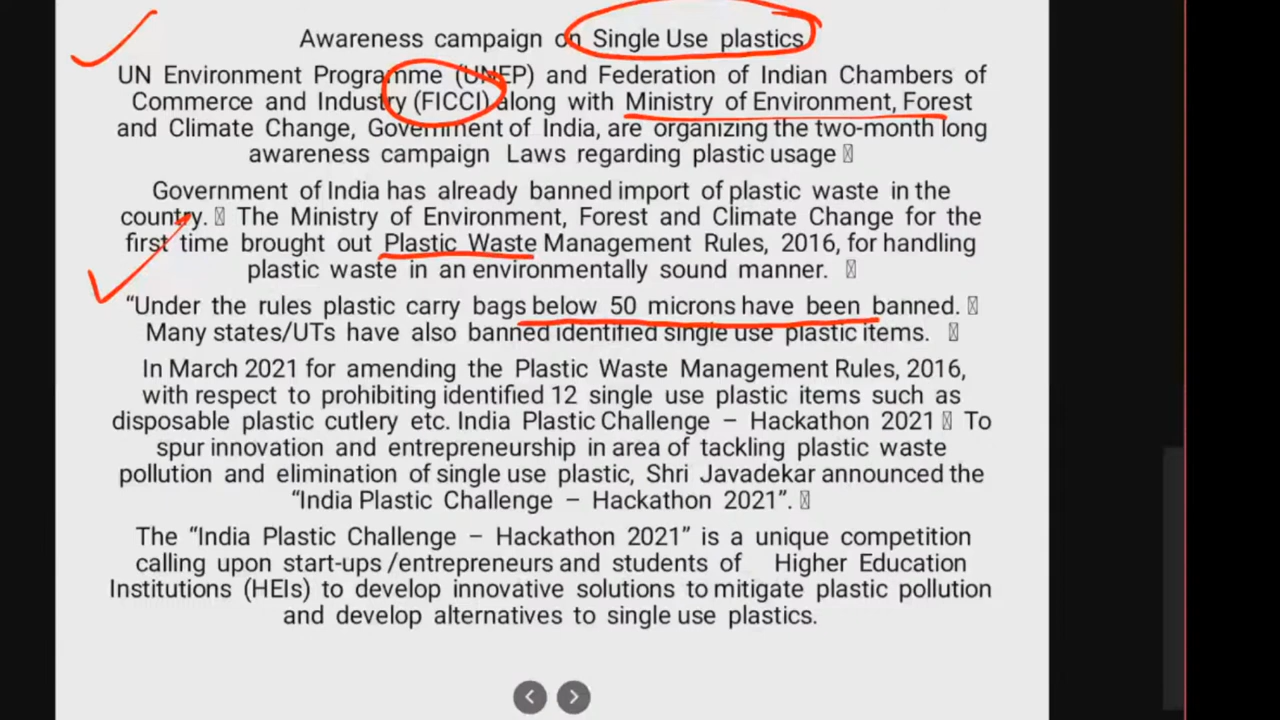 Awareness campaign on Single Use plastics
UN Environment Programme (UNEP) and Federation of Indian Chambers of
Commerce and Industry (FICCI) along with Ministry of Environment, Forest
and Climate Change, Government of India, are organizing the two-month long
awareness campaign Laws regarding plastic usage
Government of India has already banned import of plastic waste in the
country. The Ministry of Environment, Forest and Climate Change for the
first time brought out Plastic Waste Management Rules, 2016, for handling
plastic waste in an environmentally sound manner.
“Under the rules plastic carry bags below 50 microns have been banned.
Many states/UTs have also banned identified single use plastic items.
In March 2021 for amending the Plastic Waste Management Rules, 2016,
with respect to prohibiting identified 12 single use plastic items such as
disposable plastic cutlery etc. India Plastic Challenge – Hackathon 2021 To
spur innovation and entrepreneurship in area of tackling plastic waste
pollution and elimination of single use plastic, Shri Javadekar announced the
“India Plastic Challenge – Hackathon 2021”.
The “India Plastic Challenge – Hackathon 2021” is a unique competition
calling upon start-ups /entrepreneurs and students of Higher Education
Institutions (HEIs) to develop innovative solutions to mitigate plastic pollution
and develop alternatives to single use plastics.